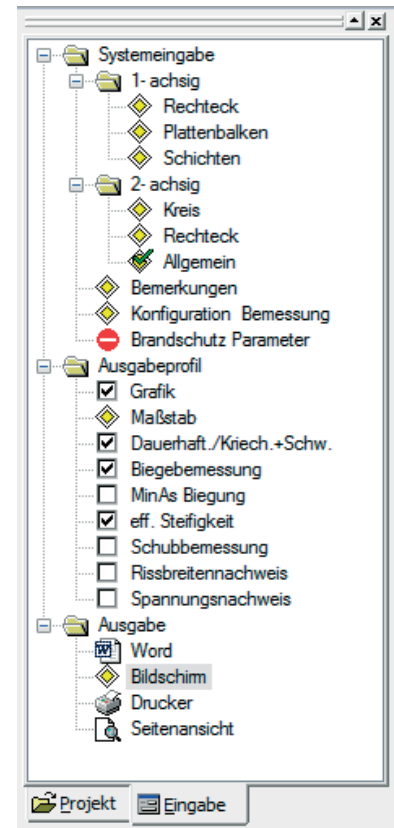 Systemeingabe
1- achsig
Rechteck
Plattenbalken
Schichten
2- achsig
Kreis
Rechteck
Allgemein
Bemerkungen
Konfiguration Bemessung
Brandschutz Parameter
Ausgabeprofil
Grafik
Maßstab
Dauerhaft./Kriech.+Schw.
Biegebemessung
MinAs Biegung
eff. Steifigkeit
Schubbemessung
Rissbreitennachweis
Spannungsnachweis
Ausgabe
Word
Bildschirm
Drucker
Seitenansicht
Projekt Eingabe